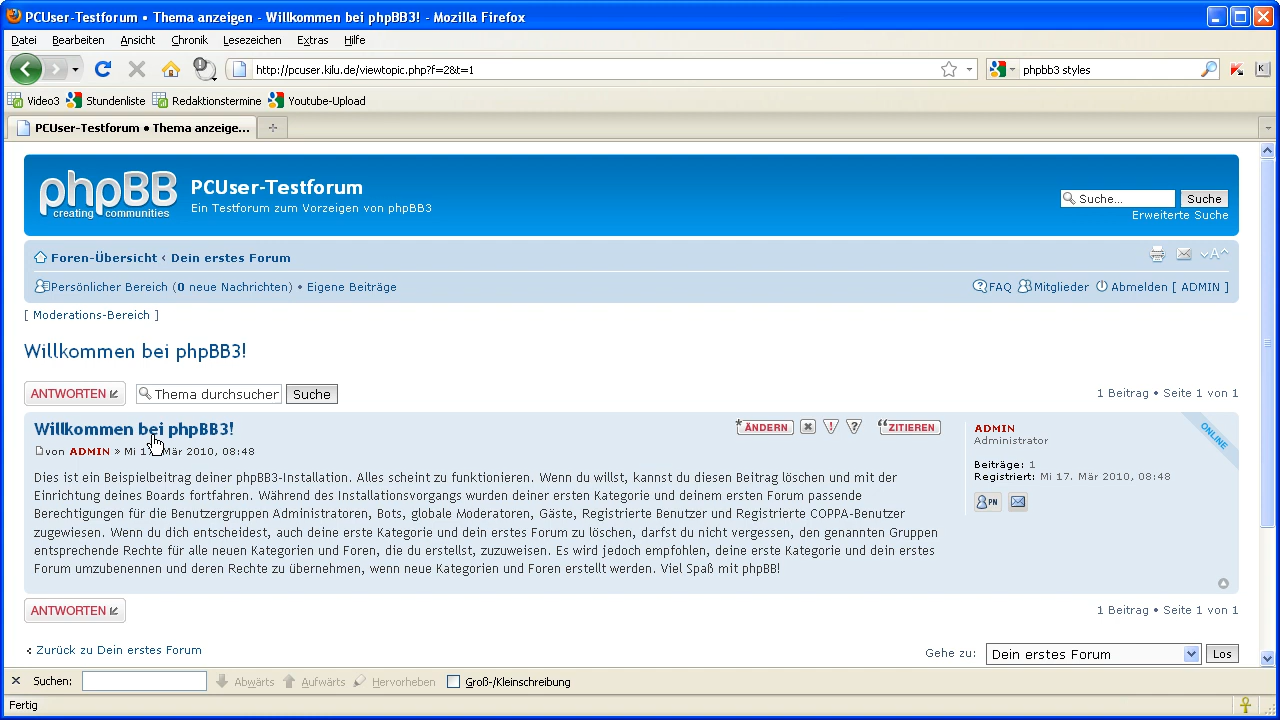 PCUser-Testforum • Thema anzeigen - Willkommen bei phpBB3! - Mozilla Firefox
Datei Bearbeiten Ansicht Chronik Lesezeichen Extras Hilfe
http://pcuser.kilu.de/viewtopic.php?f=2&t=1 phpbb3 styles
Video3 Stundenliste Redaktionstermine Youtube-Upload
PCUser-Testforum • Thema anzeige...
phpBB
creating communities
PCUser-Testforum
Ein Testforum zum Vorzeigen von phpBB3
Suche... Suche
Erweiterte Suche
Foren-Übersicht ‹ Dein erstes Forum
Persönlicher Bereich (0 neue Nachrichten) • Eigene Beiträge FAQ Mitglieder Abmelden [ ADMIN ]
[ Moderations-Bereich ]
Willkommen bei phpBB3!
ANTWORTEN Thema durchsucher Suche 1 Beitrag • Seite 1 von 1
Willkommen bei phpBB3! *ÄNDERN “ZITIEREN
von ADMIN » Mi 17. Mär 2010, 08:48
Dies ist ein Beispielbeitrag deiner phpBB3-Installation. Alles scheint zu funktionieren. Wenn du willst, kannst du diesen Beitrag löschen und mit der
Einrichtung deines Boards fortfahren. Während des Installationsvorgangs wurden deiner ersten Kategorie und deinem ersten Forum passende
Berechtigungen für die Benutzergruppen Administratoren, Bots, globale Moderatoren, Gäste, Registrierte Benutzer und Registrierte COPPA-Benutzer
zugewiesen. Wenn du dich entscheidest, auch deine erste Kategorie und dein erstes Forum zu löschen, darfst du nicht vergessen, den genannten Gruppen
entsprechende Rechte für alle neuen Kategorien und Foren, die du erstellst, zuzuweisen. Es wird jedoch empfohlen, deine erste Kategorie und dein erstes
Forum umzubenennen und deren Rechte zu übernehmen, wenn neue Kategorien und Foren erstellt werden. Viel Spaß mit phpBB!
ADMIN
Administrator
Beiträge: 1
Registriert: Mi 17. Mär 2010, 08:48
PN
ONLINE
ANTWORTEN 1 Beitrag • Seite 1 von 1
‹ Zurück zu Dein erstes Forum Gehe zu: Dein erstes Forum Los
Suchen: Abwärts Aufwärts Hervorheben Groß-/Kleinschreibung
Fertig